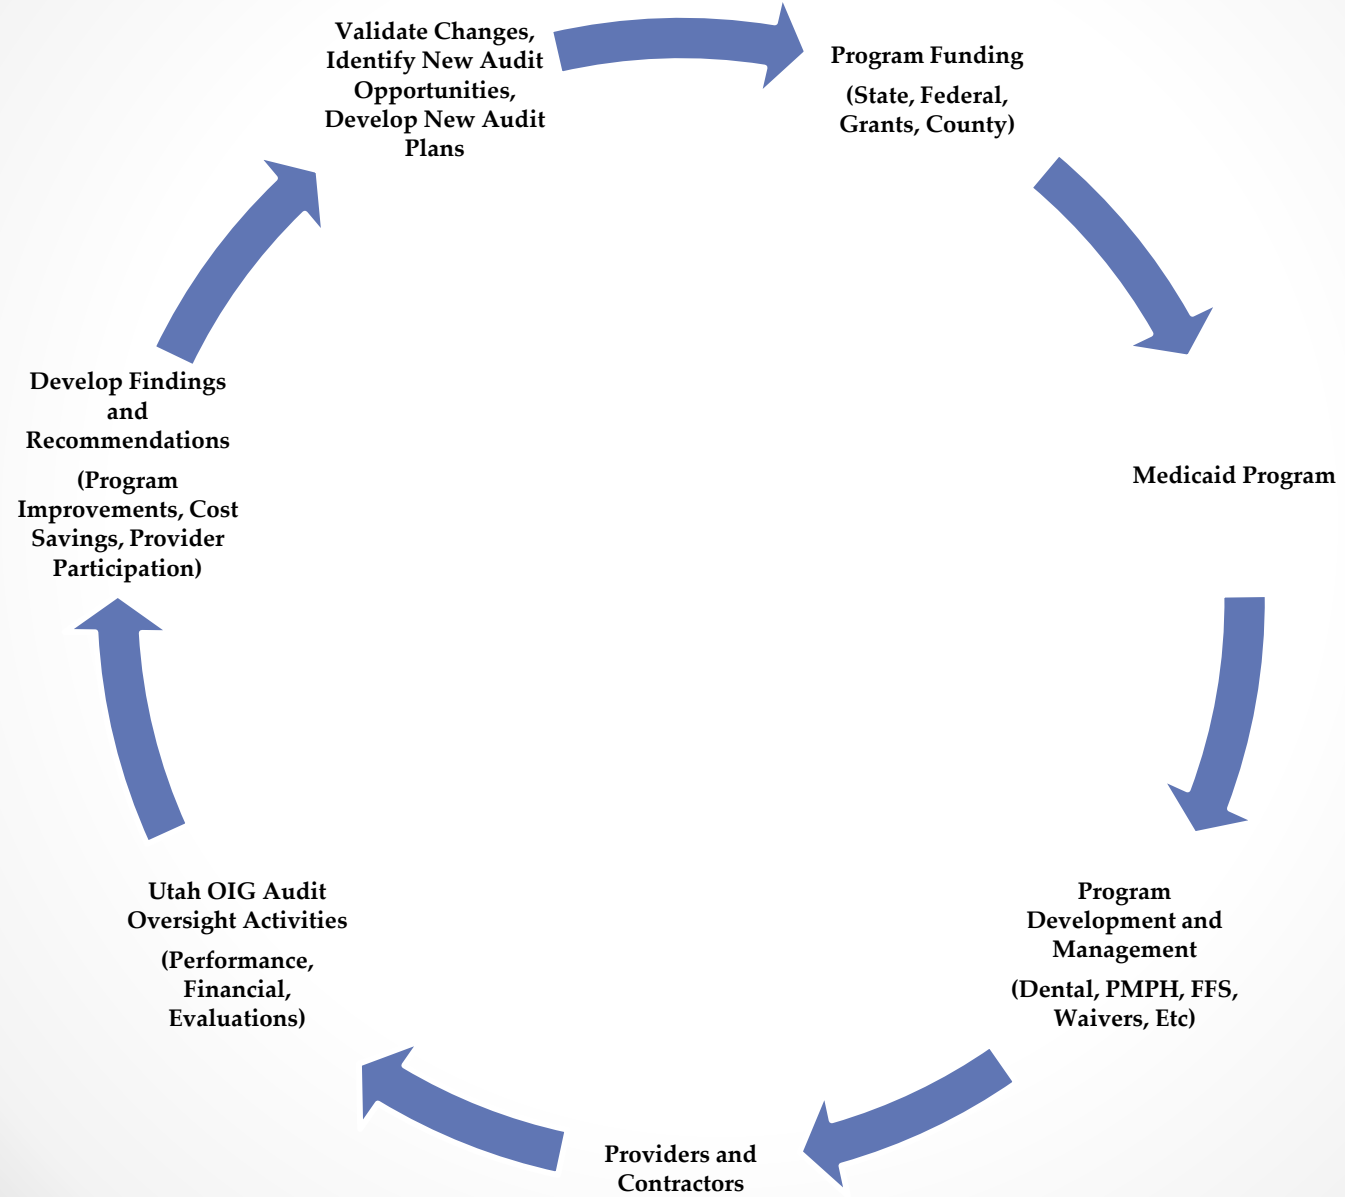 Validate Changes,
Identify New Audit
Opportunities,
Develop New Audit
Plans
Program Funding
(State, Federal,
Grants, County)
Medicaid Program
Program
Development and
Management
(Dental, PMPH, FFS,
Waivers, Etc)
Providers and
Contractors
Utah OIG Audit
Oversight Activities
(Performance,
Financial,
Evaluations)
Develop Findings
and
Recommendations
(Program
Improvements, Cost
Savings, Provider
Participation)